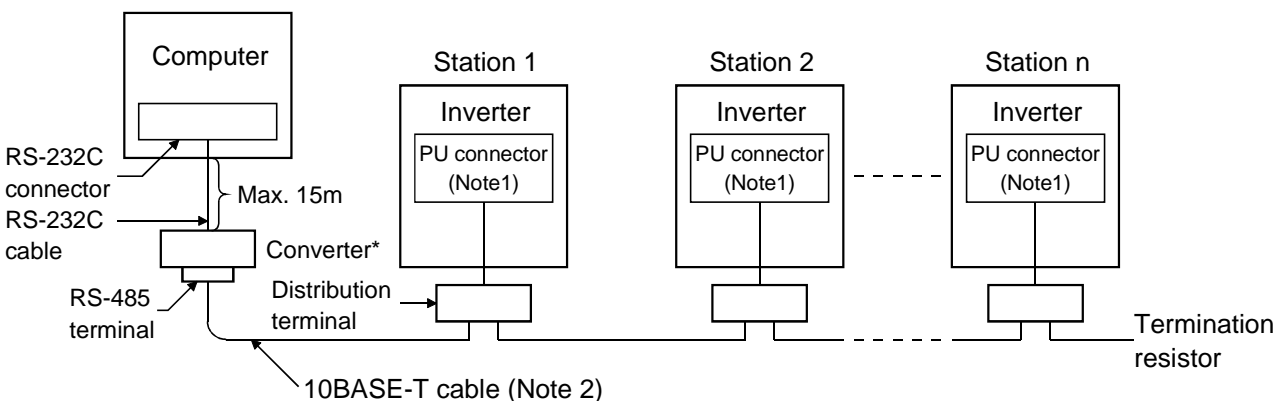 Computer
Station 1
Station 2
Station n
Inverter
Inverter
Inverter
PU connector
(Note1)
PU connector
(Note1)
PU connector
(Note1)
RS-232C
connector
Max. 15m
RS-232C
cable
Converter*
RS-485
terminal
Distribution
terminal
Termination
resistor
10BASE-T cable (Note 2)